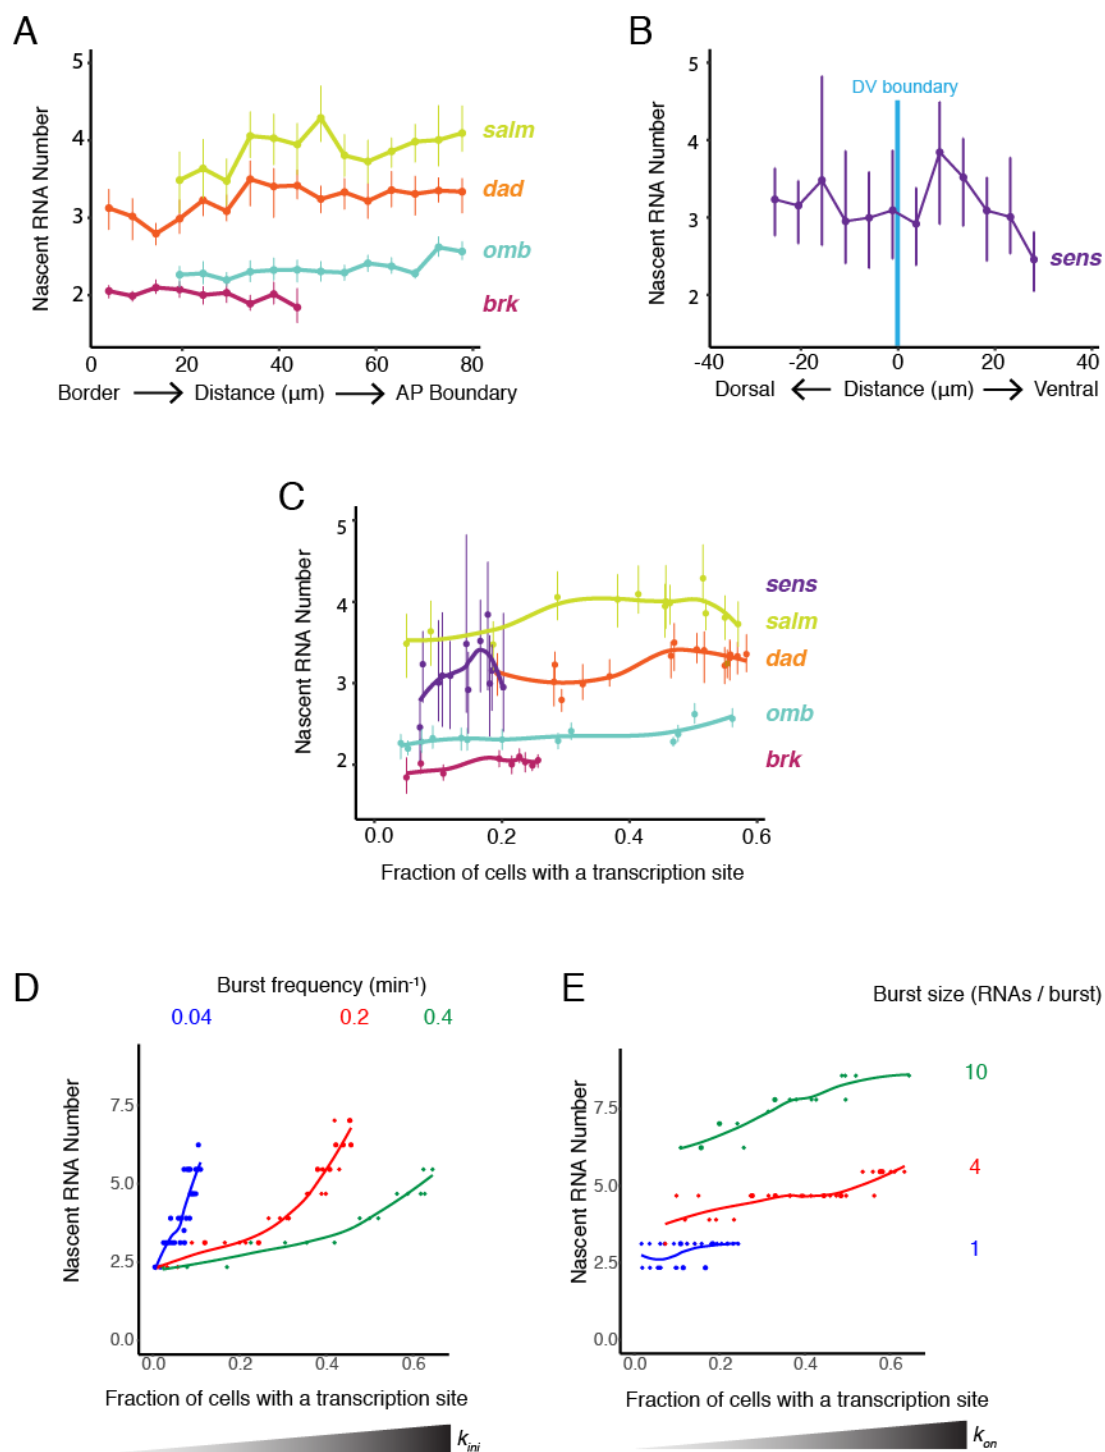 A
Nascent RNA Number
5
4
3
2
salm
dad
omb
brk
0 20 40 60 80
Border → Distance (μm) → AP Boundary
B
Nascent RNA Number
5
4
3
2
DV boundary
sens
-40 -20 0 20 40
Dorsal ← Distance (μm) → Ventral
C
Nascent RNA Number
5
4
3
2
sens
salm
dad
omb
brk
0.0 0.2 0.4 0.6
Fraction of cells with a transcription site
D
Burst frequency (min⁻¹)
0.04 0.2 0.4
Nascent RNA Number
7.5
5.0
2.5
0.0
0.0 0.2 0.4 0.6
Fraction of cells with a transcription site
kini
E
Burst size (RNAs / burst)
Nascent RNA Number
7.5
5.0
2.5
0.0
10
4
1
0.0 0.2 0.4 0.6
Fraction of cells with a transcription site
kon